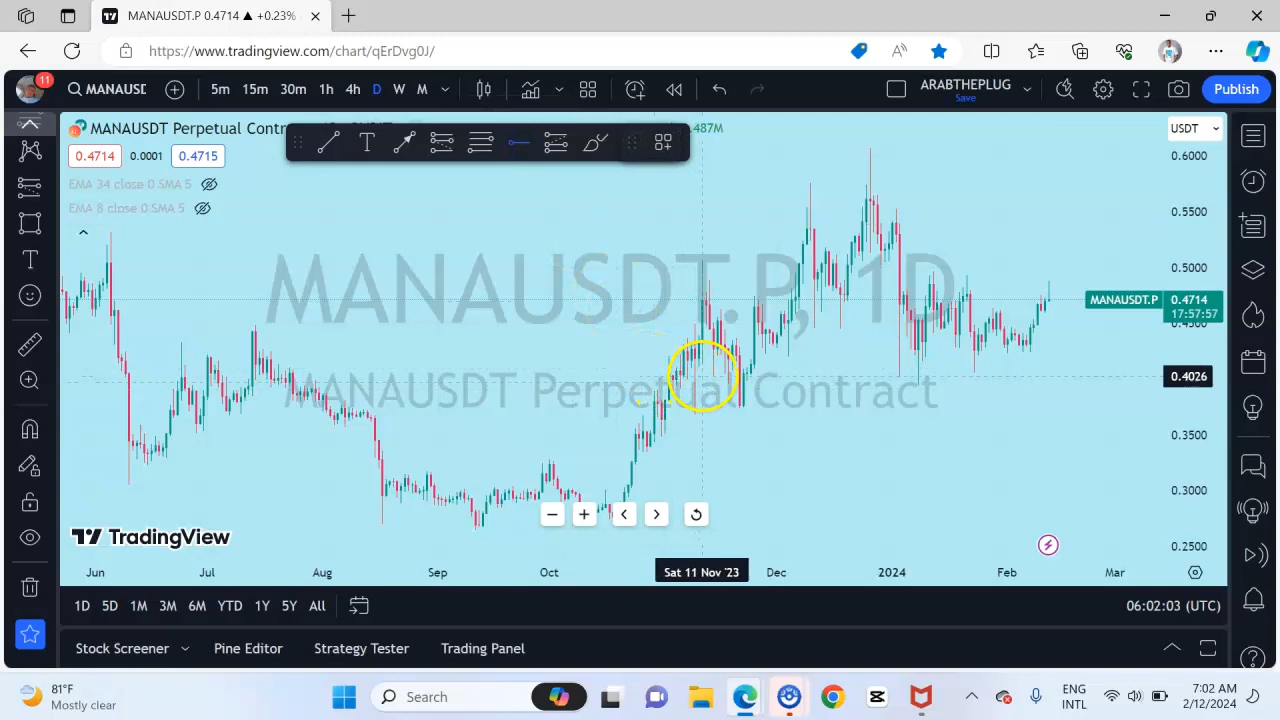 MANAUSDT.P 0.4714 ▲ +0.23%
https://www.tradingview.com/chart/qErDvg0J/
11
MANAUSD
5m 15m 30m 1h 4h D W M
ARABTHEPLUG
Save
Publish
MANAUSDT Perpetual Contr
.487M
USDT
0.4714 0.0001 0.4715
EMA 34 close 0 SMA 5
EMA 8 close 0 SMA 5
MANAUSDT.P, 1D
MANAUSDT Perpetual Contract
0.6000
0.5500
0.5000
MANAUSDT.P 0.4714
17:57:57
0.4500
0.4026
0.3500
0.3000
0.2500
TradingView
Jun Jul Aug Sep Oct Sat 11 Nov '23 Dec 2024 Feb Mar
1D 5D 1M 3M 6M YTD 1Y 5Y All
06:02:03 (UTC)
Stock Screener Pine Editor Strategy Tester Trading Panel
81°F
Mostly clear
Search
ENG
INTL
7:02 AM
2/12/2024